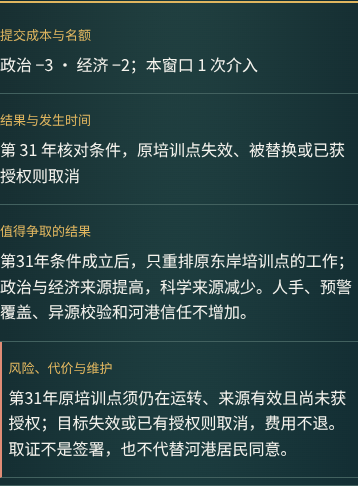 提交成本与名额
政治 −3 · 经济 −2；本窗口 1 次介入
结果与发生时间
第 31 年核对条件，原培训点失效、被替换或已获
授权则取消
值得争取的结果
第31年条件成立后，只重排原东岸培训点的工作；
政治与经济来源提高，科学来源减少。人手、预警
覆盖、异源校验和河港信任不增加。
风险、代价与维护
第31年原培训点须仍在运转、来源有效且尚未获
授权；目标失效或已有授权则取消，费用不退。
取证不是签署，也不代替河港居民同意。